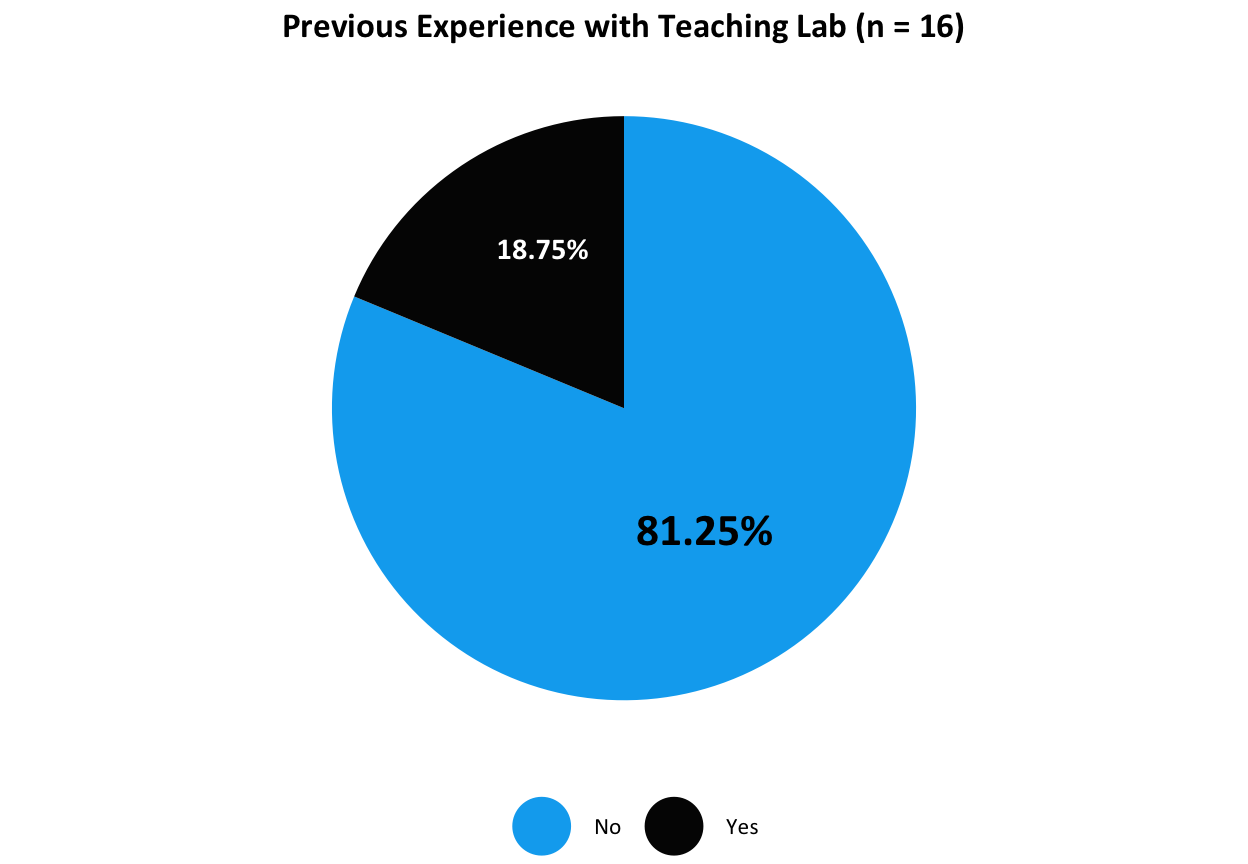 Previous Experience with Teaching Lab (n = 16)
18.75%
81.25%
No
Yes